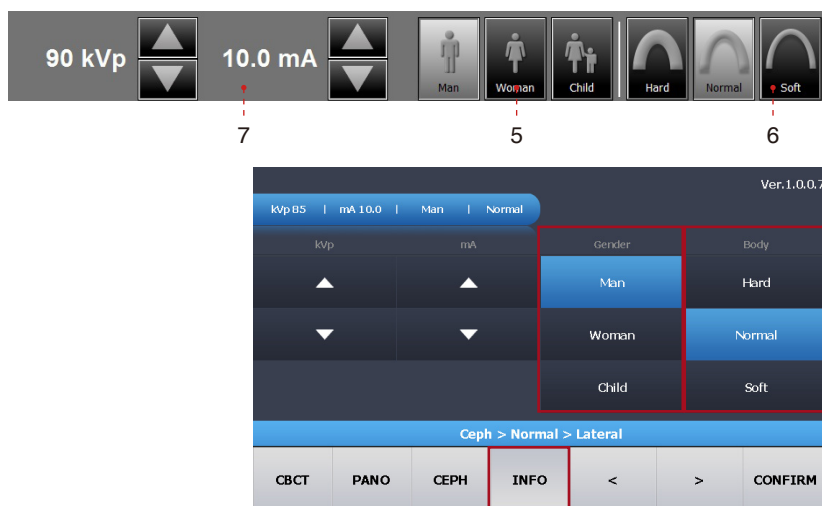 90 kVp 10.0 mA
Man Woman Child Hard Normal Soft
7 5 6
Ver.1.0.0.7
kVp 85 | mA 10.0 | Man | Normal
kVp mA Gender Body
Man Hard
Woman Normal
Child Soft
Ceph > Normal > Lateral
CBCT PANO CEPH INFO < > CONFIRM